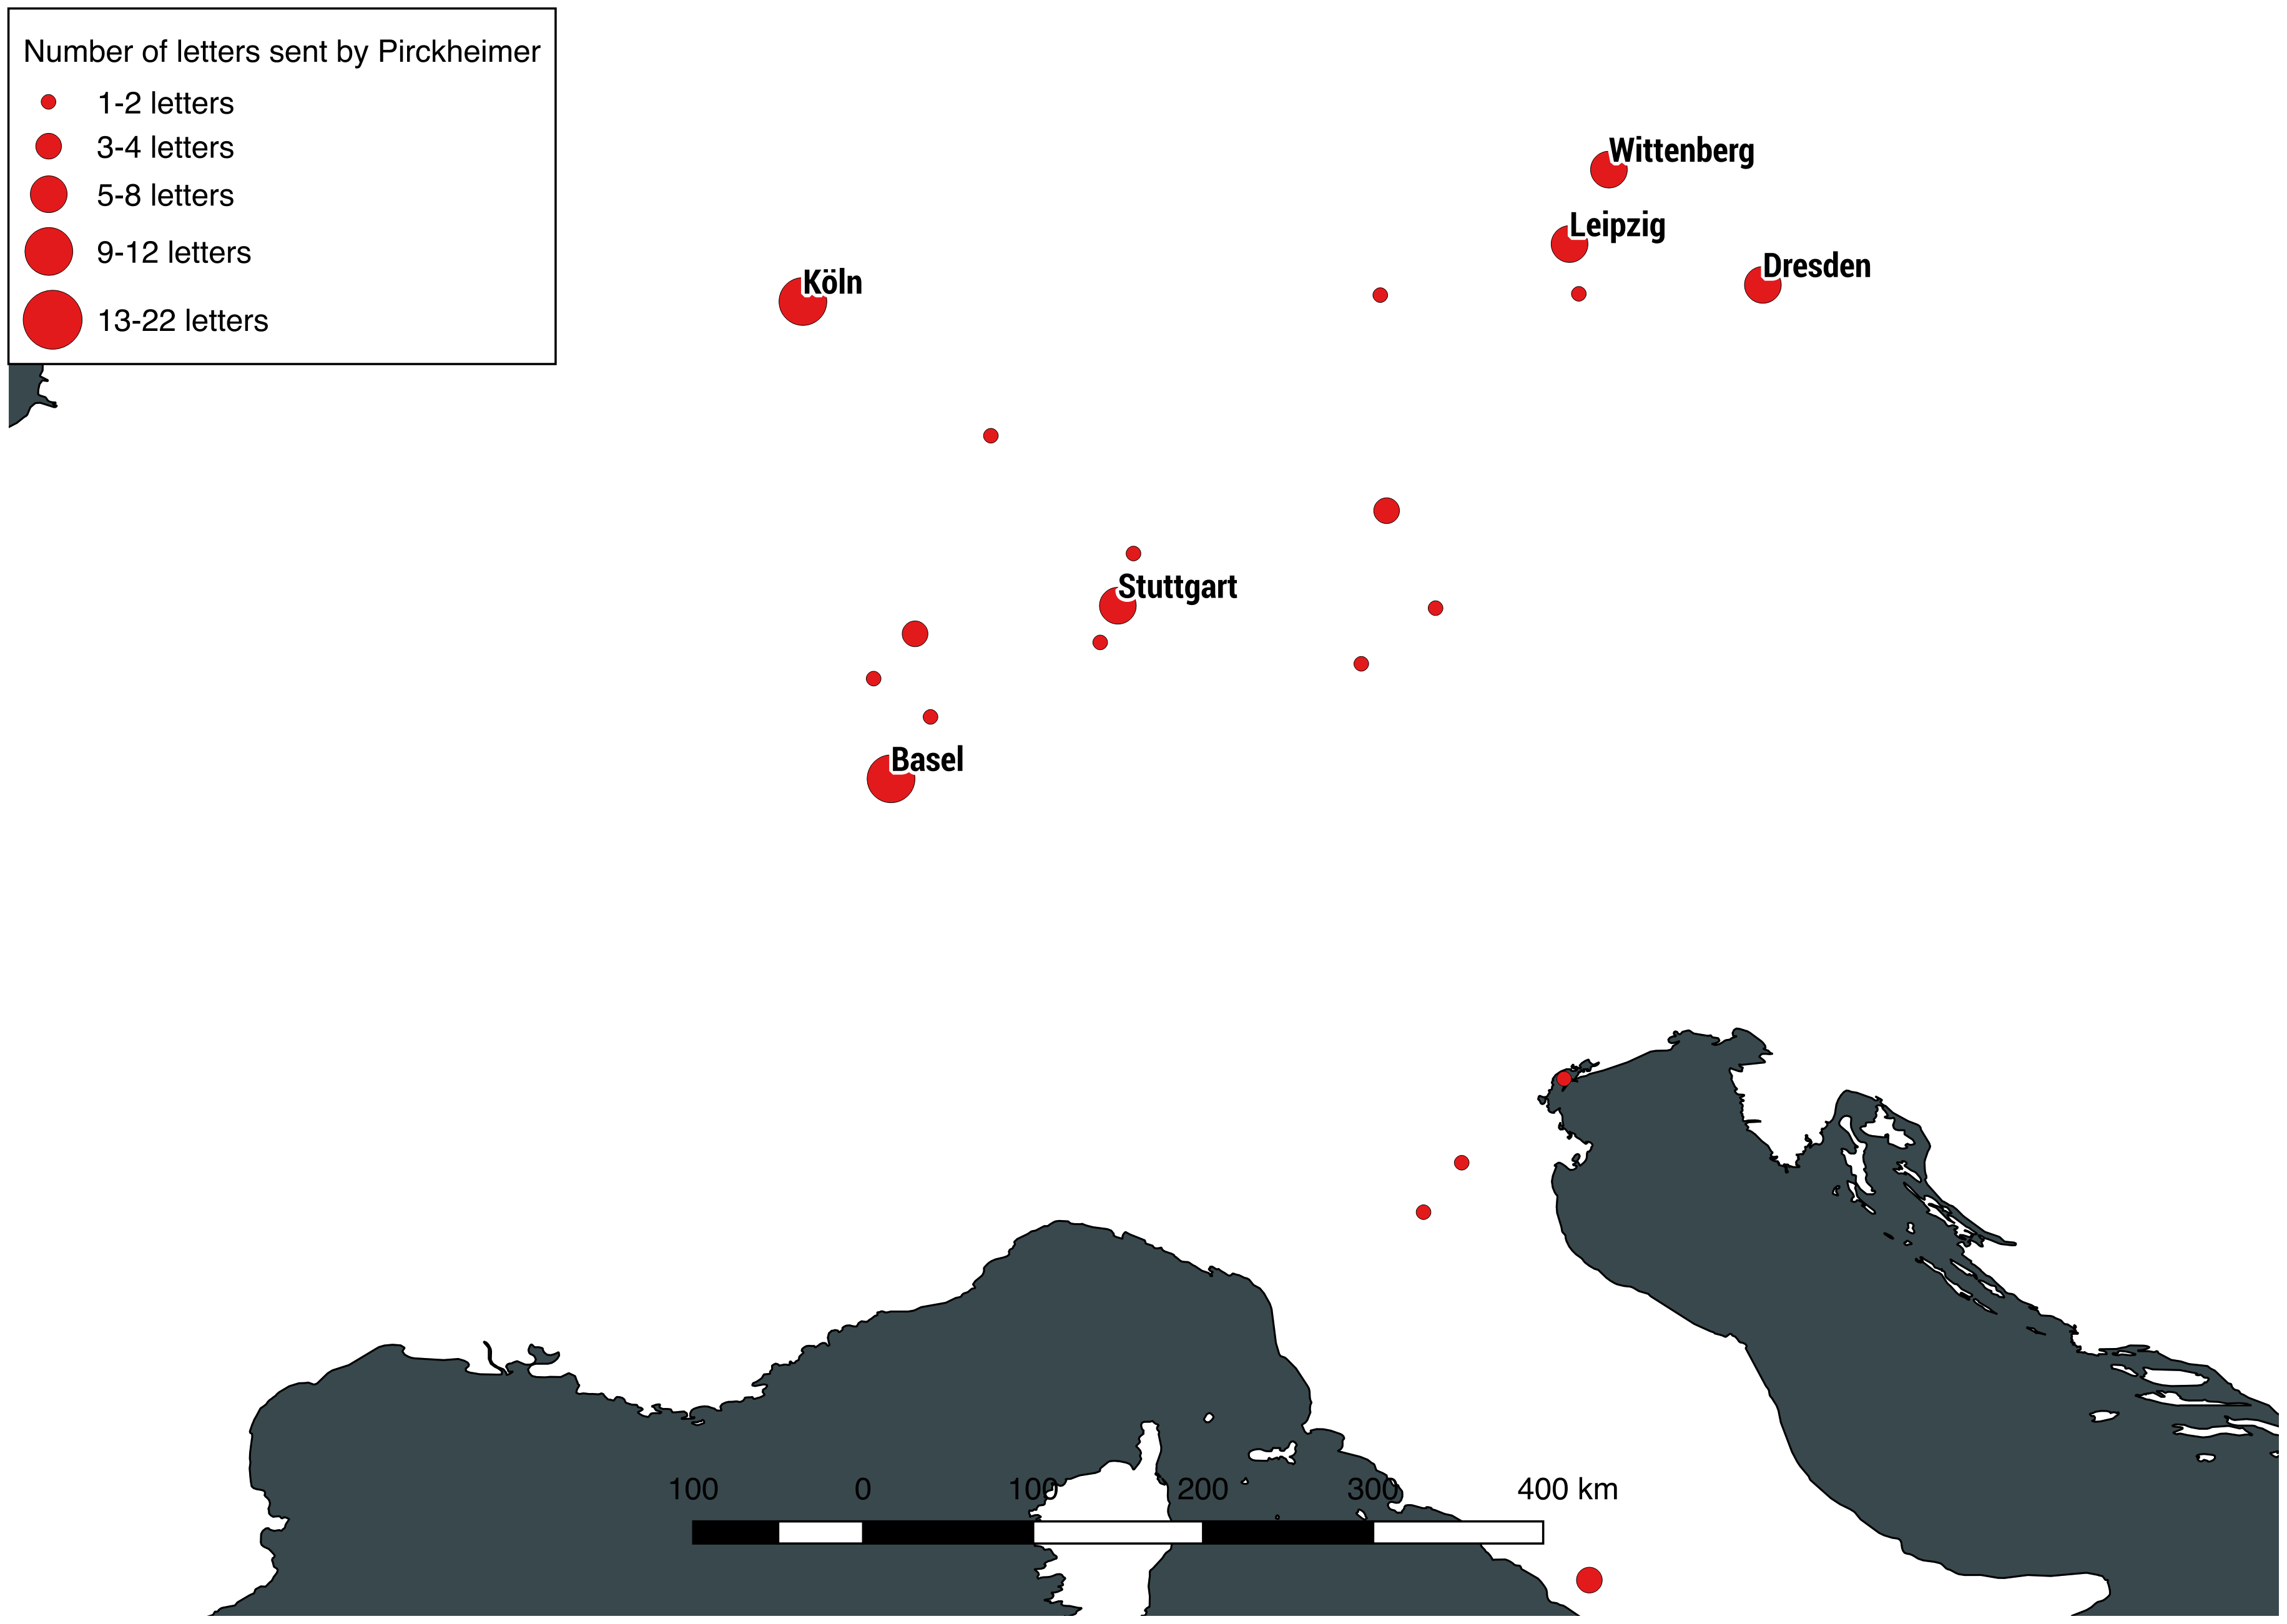 Number of letters sent by Pirckheimer
1-2 letters
3-4 letters
5-8 letters
9-12 letters
13-22 letters
Wittenberg
Leipzig
Dresden
Köln
Stuttgart
Basel
100 0 100 200 300 400 km